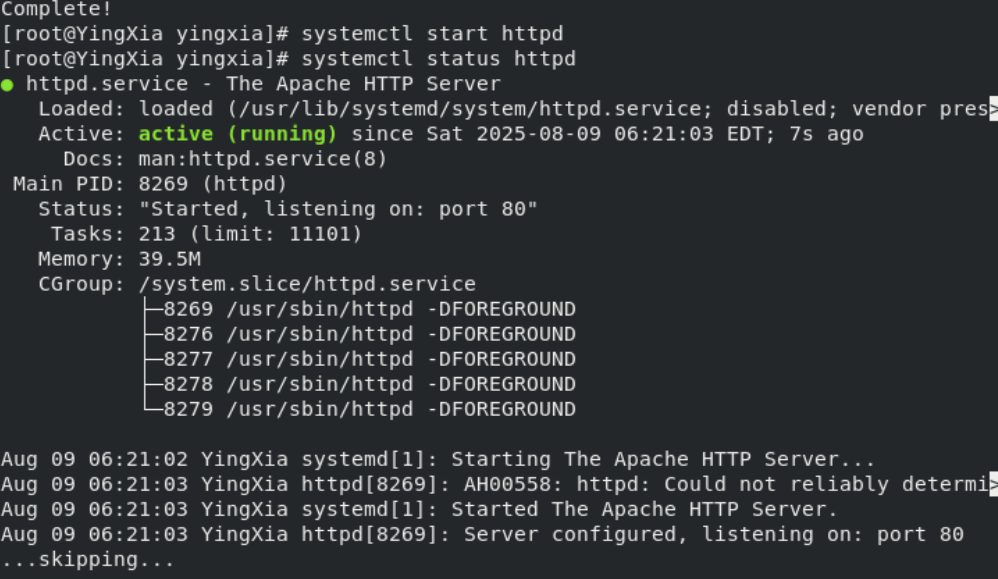 Complete!
[root@YingXia yingxia]# systemctl start httpd
[root@YingXia yingxia]# systemctl status httpd
● httpd.service - The Apache HTTP Server
   Loaded: loaded (/usr/lib/systemd/system/httpd.service; disabled; vendor pres>
   Active: active (running) since Sat 2025-08-09 06:21:03 EDT; 7s ago
     Docs: man:httpd.service(8)
 Main PID: 8269 (httpd)
   Status: "Started, listening on: port 80"
    Tasks: 213 (limit: 11101)
   Memory: 39.5M
   CGroup: /system.slice/httpd.service
           ├─8269 /usr/sbin/httpd -DFOREGROUND
           ├─8276 /usr/sbin/httpd -DFOREGROUND
           ├─8277 /usr/sbin/httpd -DFOREGROUND
           ├─8278 /usr/sbin/httpd -DFOREGROUND
           └─8279 /usr/sbin/httpd -DFOREGROUND

Aug 09 06:21:02 YingXia systemd[1]: Starting The Apache HTTP Server...
Aug 09 06:21:03 YingXia httpd[8269]: AH00558: httpd: Could not reliably determi>
Aug 09 06:21:03 YingXia systemd[1]: Started The Apache HTTP Server.
Aug 09 06:21:03 YingXia httpd[8269]: Server configured, listening on: port 80
...skipping...